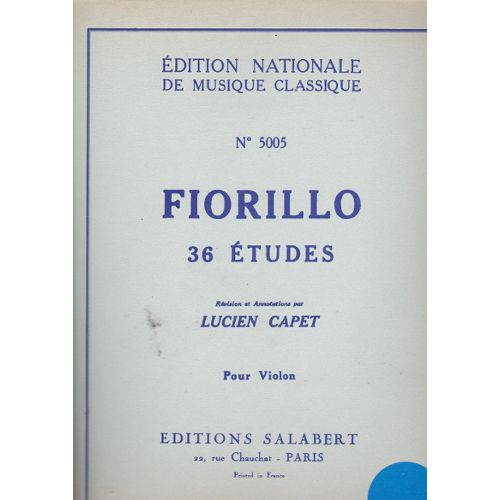 ÉDITION NATIONALE
DE MUSIQUE CLASSIQUE
N° 5005
FIORILLO
36 ÉTUDES
Révision et Annotations par
LUCIEN CAPET
Pour Violon
EDITIONS SALABERT
22, rue Chauchat - PARIS
Printed in France